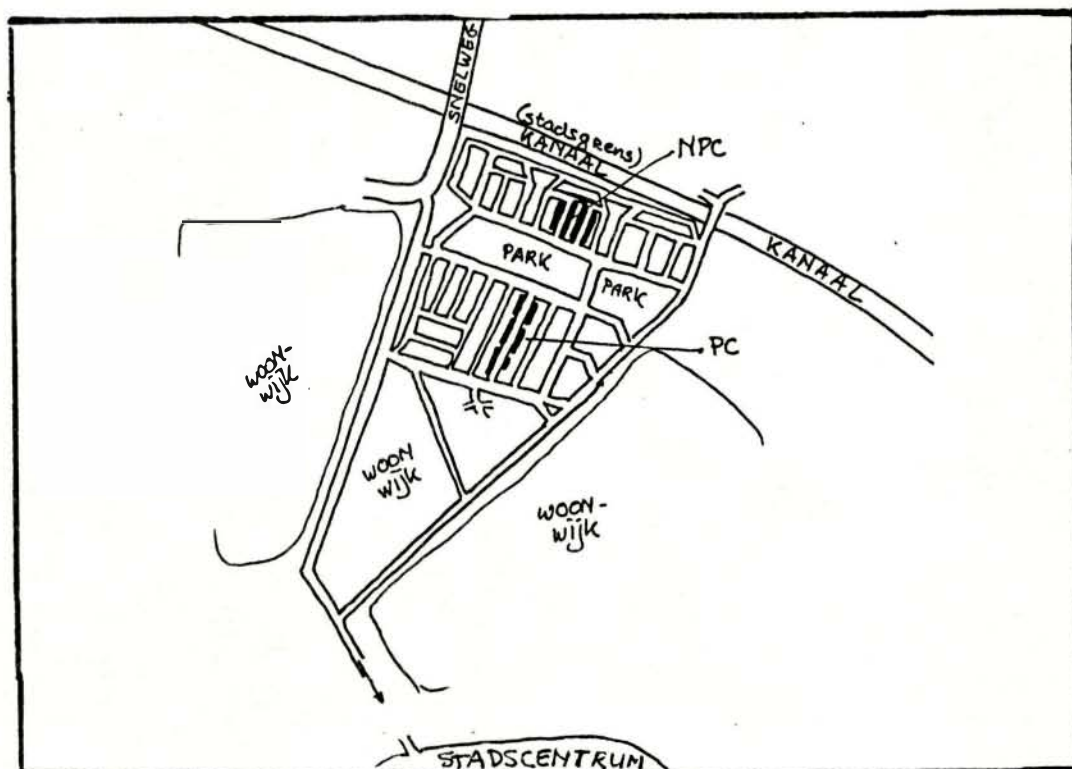 SNELWEG
(stadsgrens)
KANAAL
NPC
KANAAL
PARK
PARK
PC
WOON-
WIJK
WOON
WIJK
WOON-
WIJK
STADSCENTRUM